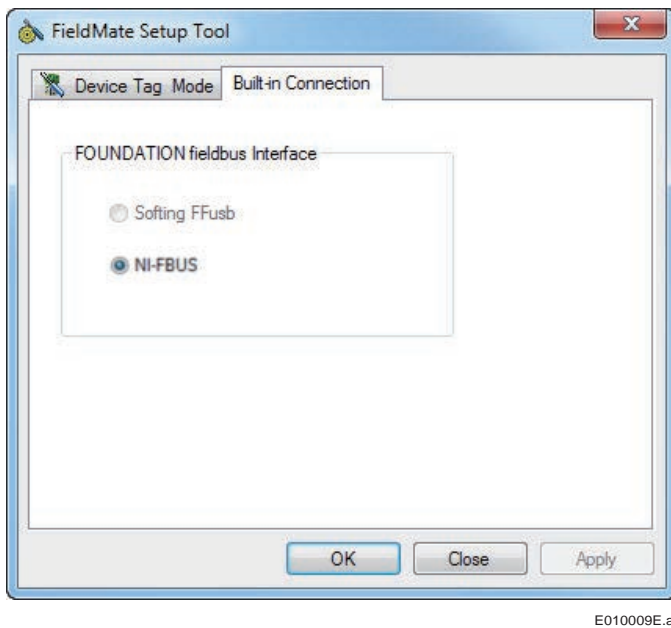 FieldMate Setup Tool
Device Tag Mode
Built-in Connection
FOUNDATION fieldbus Interface
Softing FFusb
NI-FBUS
OK
Close
Apply
E010009E.a